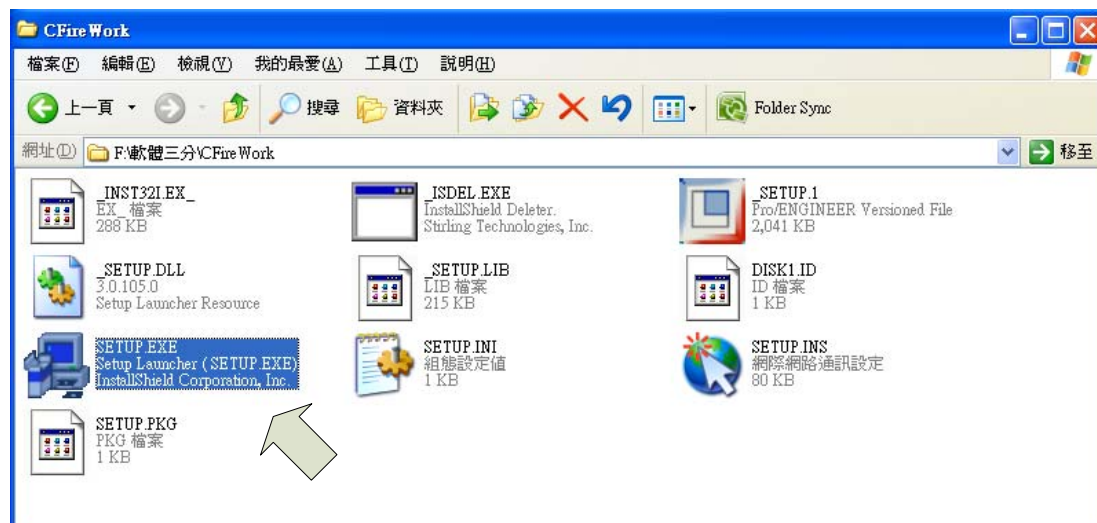 CFireWork
檔案(F) 編輯(E) 檢視(V) 我的最愛(A) 工具(T) 說明(H)
上一頁 搜尋 資料夾 Folder Sync
網址(D) F:\軟體三分\CFireWork 移至
_INST32I.EX_
EX_ 檔案
288 KB
_ISDEL.EXE
InstallShield Deleter.
Stirling Technologies, Inc.
_SETUP.1
Pro/ENGINEER Versioned File
2,041 KB
_SETUP.DLL
3.0.105.0
Setup Launcher Resource
_SETUP.LIB
LIB 檔案
215 KB
DISK1.ID
ID 檔案
1 KB
SETUP.EXE
Setup Launcher (SETUP.EXE)
InstallShield Corporation, Inc.
SETUP.INI
組態設定值
1 KB
SETUP.INS
網際網路通訊設定
80 KB
SETUP.PKG
PKG 檔案
1 KB